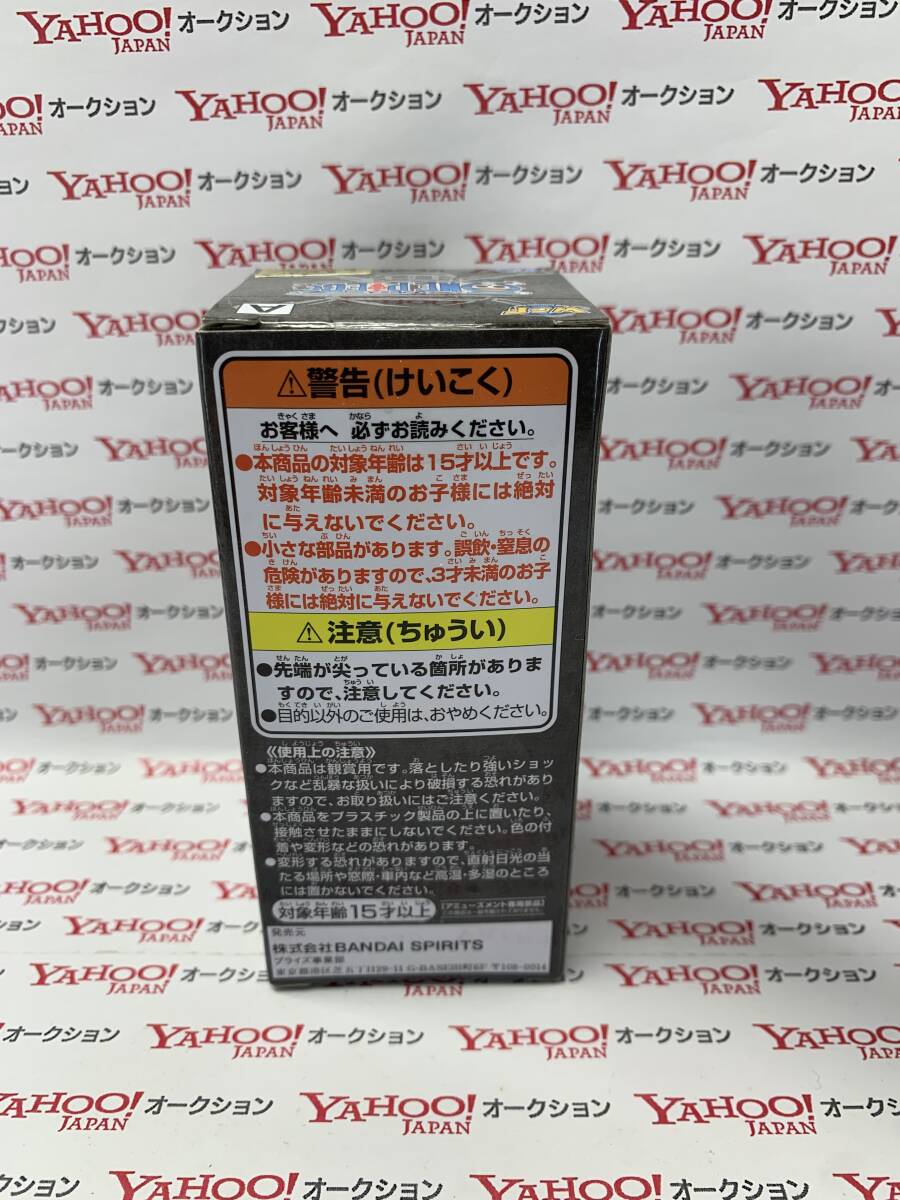 YAHOO! オークション
JAPAN
ONE PIECE
A
⚠警告(けいこく)
お客様へ 必ずお読みください。
●本商品の対象年齢は15才以上です。
対象年齢未満のお子様には絶対
に与えないでください。
●小さな部品があります。誤飲・窒息の
危険がありますので、3才未満のお子
様には絶対に与えないでください。
⚠注意(ちゅうい)
●先端が尖っている箇所がありま
すので、注意してください。
●目的以外のご使用は、おやめください。
《使用上の注意》
●本商品は観賞用です。落としたり強いショッ
クなど乱暴な扱いにより破損する恐れがあり
ますので、お取り扱いにはご注意ください。
●本商品をプラスチック製品の上に置いたり、
接触させたままにしないでください。色の付
着や変形などの恐れがあります。
●変形する恐れがありますので、直射日光の当
たる場所や窓際・車内など高温・多湿のところ
には置かないでください。
対象年齢15才以上
【アミューズメント専用景品】
発売元
株式会社BANDAI SPIRITS
プライズ事業部